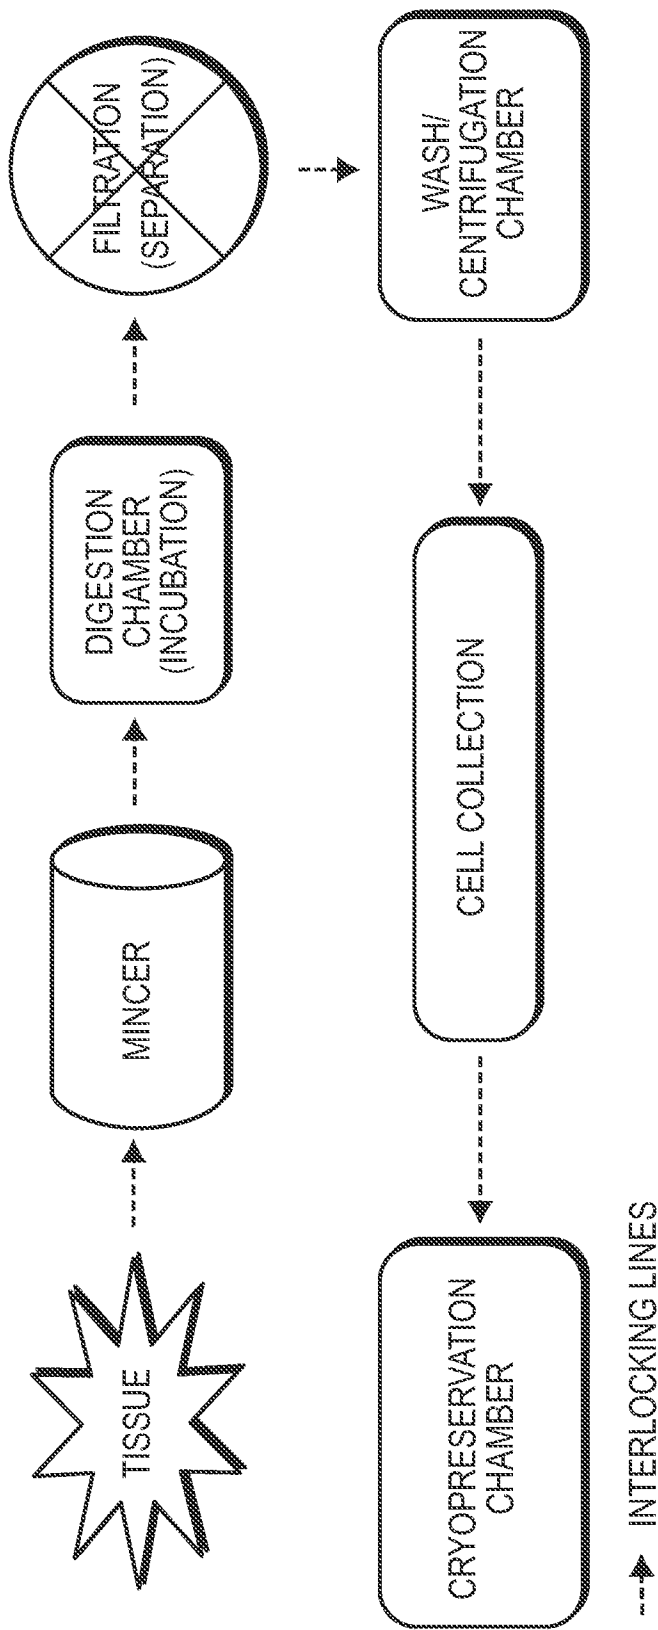 TISSUE
MINCER
DIGESTION
CHAMBER
(INCUBATION)
FILTRATION
(SEPARATION)
WASH/
CENTRIFUGATION
CHAMBER
CELL COLLECTION
CRYOPRESERVATION
CHAMBER
INTERLOCKING LINES